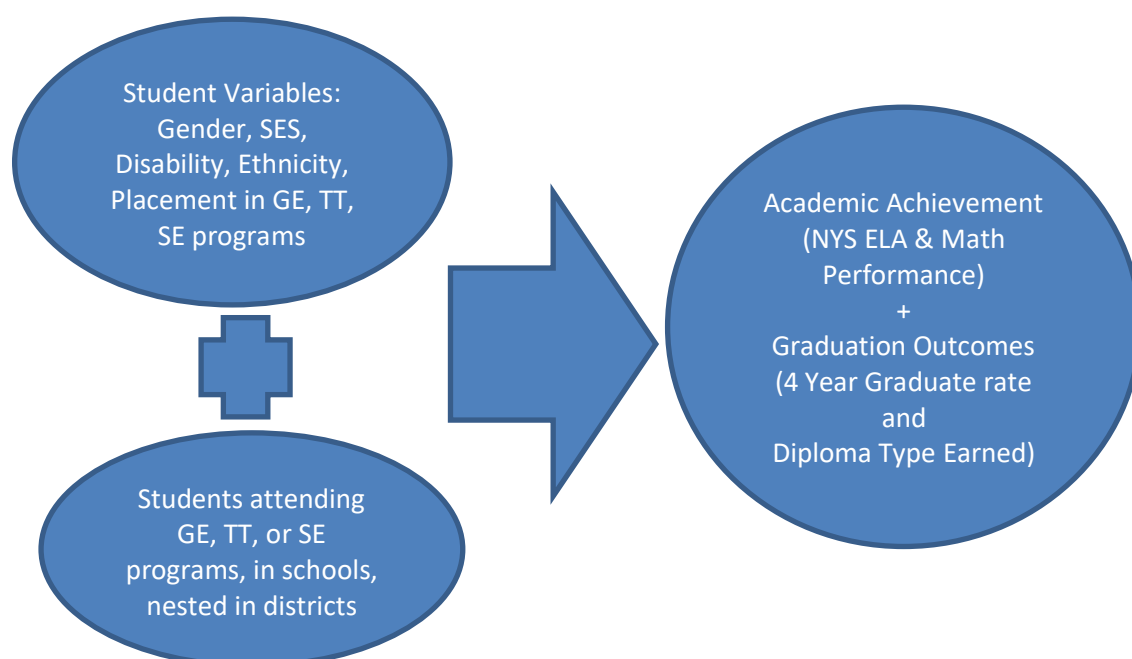 Student Variables:
Gender, SES,
Disability, Ethnicity,
Placement in GE, TT,
SE programs
Students attending
GE, TT, or SE
programs, in schools,
nested in districts
Academic Achievement
(NYS ELA & Math
Performance)
+
Graduation Outcomes
(4 Year Graduate rate
and
Diploma Type Earned)